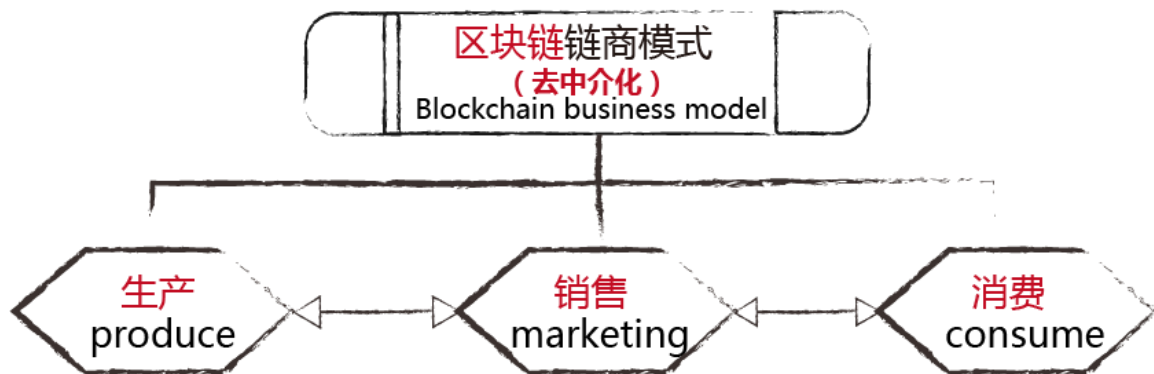 区块链链商模式
（去中介化）
Blockchain business model
生产
produce
销售
marketing
消费
consume